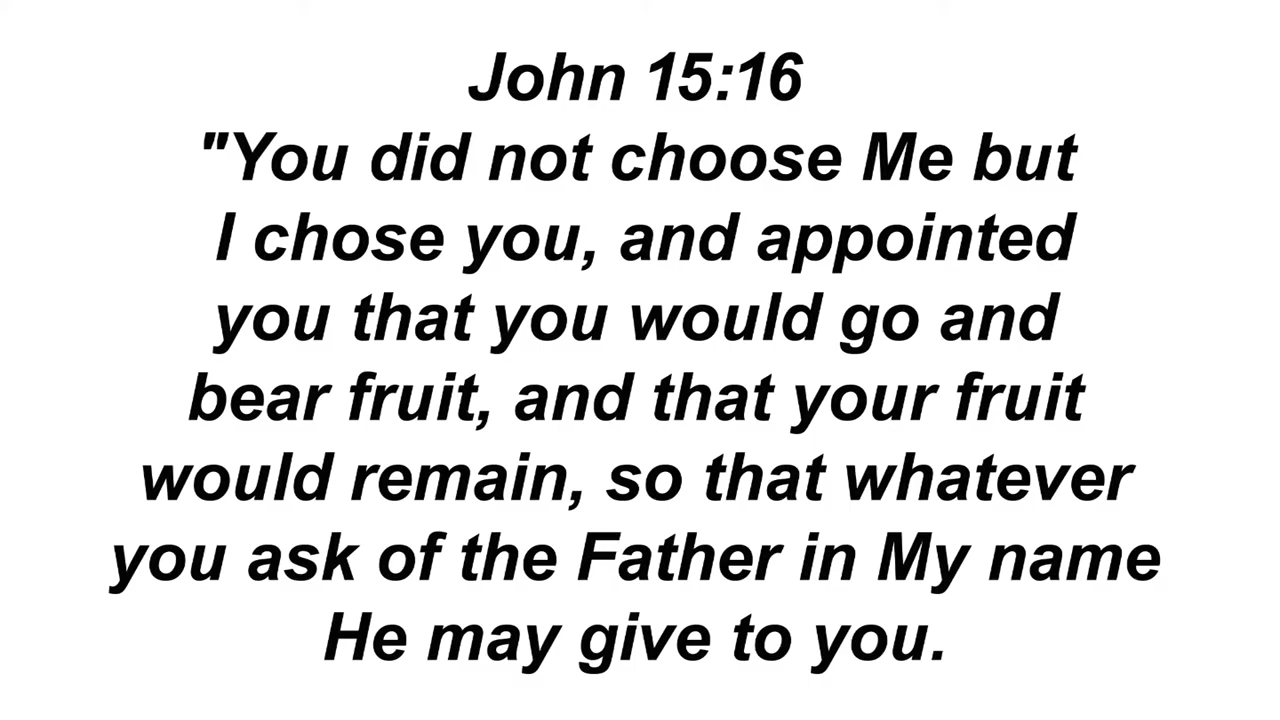 John 15:16
"You did not choose Me but
I chose you, and appointed
you that you would go and
bear fruit, and that your fruit
would remain, so that whatever
you ask of the Father in My name
He may give to you.